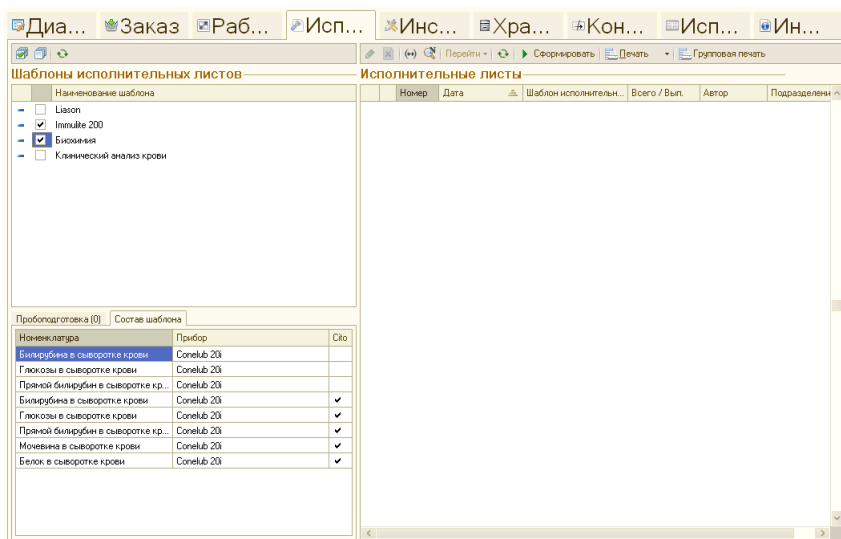 Диа... Заказ Раб... Исп... Инс... Хра... Кон... Исп... Ин...
Перейти Сформировать Печать Групповая печать
Шаблоны исполнительных листов
Наименование шаблона
Liason
Immulite 200
Биохимия
Клинический анализ крови
Пробоподготовка (0) Состав шаблона
Номенклатура Прибор Cito
Билирубина в сыворотке крови Conelub 20i
Глюкозы в сыворотке крови Conelub 20i
Прямой билирубин в сыворотке кр... Conelub 20i
Билирубина в сыворотке крови Conelub 20i
Глюкозы в сыворотке крови Conelub 20i
Прямой билирубин в сыворотке кр... Conelub 20i
Мочевина в сыворотке крови Conelub 20i
Белок в сыворотке крови Conelub 20i
Исполнительные листы
Номер Дата Шаблон исполнительн... Всего / Вып. Автор Подразделени